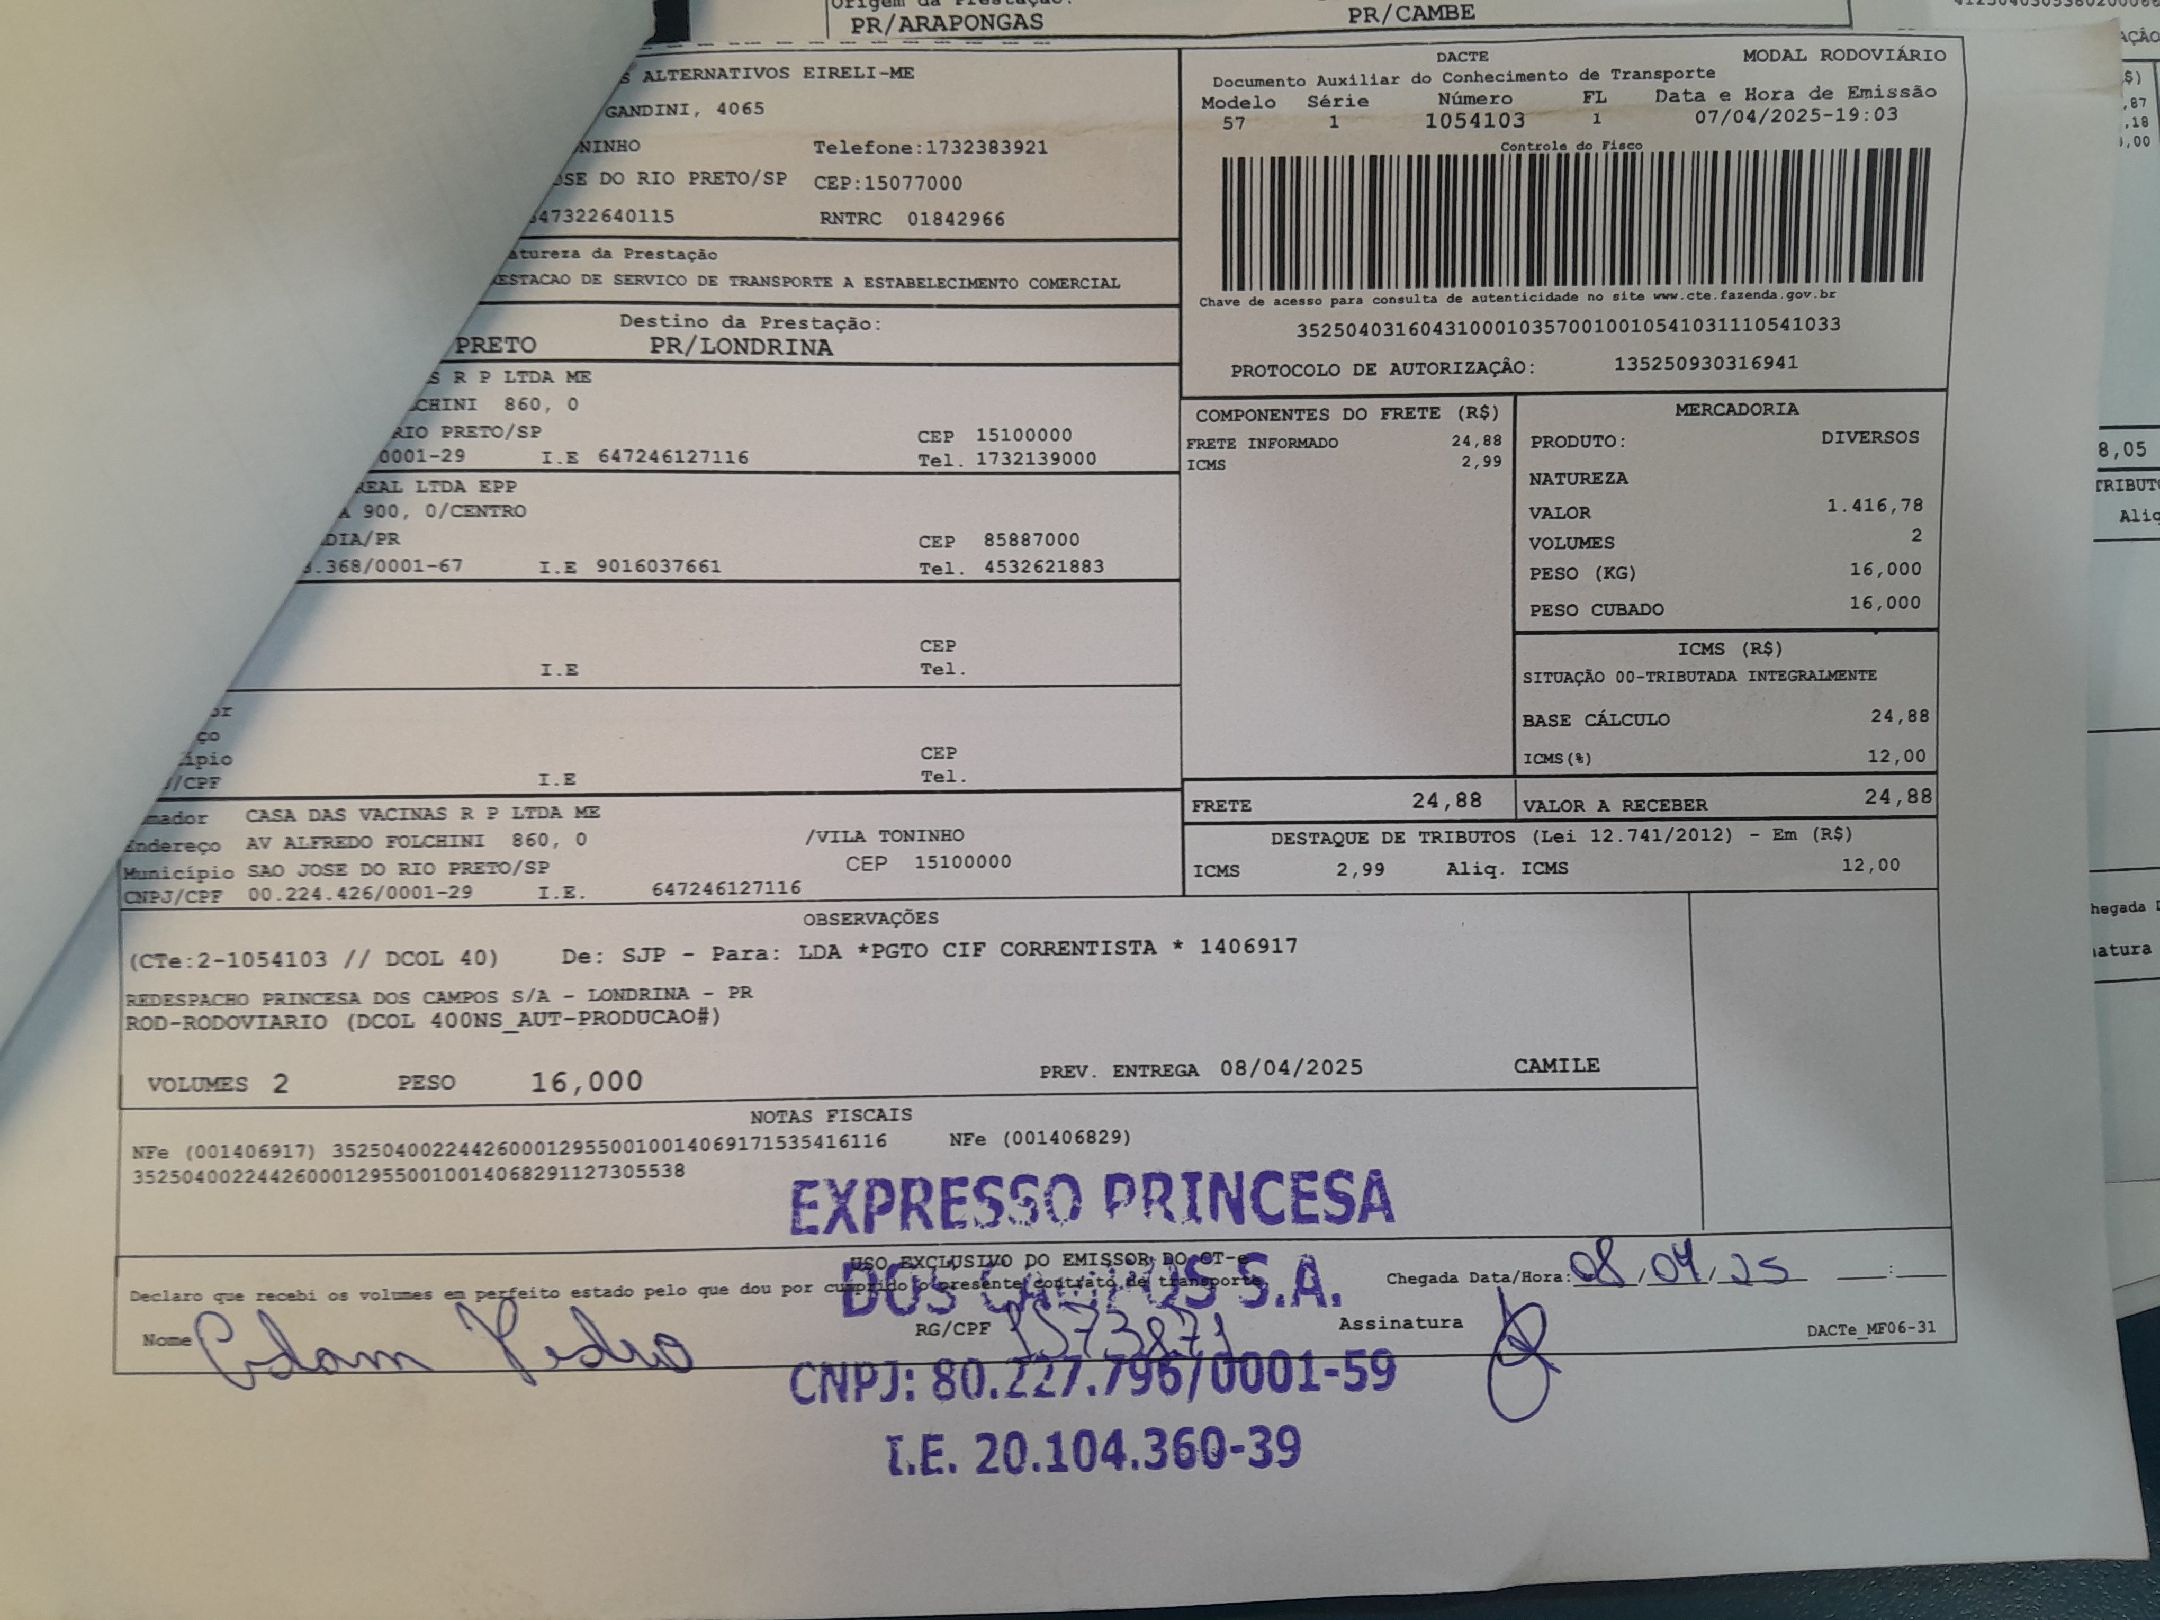 PR/ARAPONGAS
PR/CAMBE
ALTERNATIVOS EIRELI-ME
GANDINI, 4065
Telefone:1732383921
DO RIO PRETO/SP CEP:15077000
47322640115 RNTRC 01842966
da Prestação
DE SERVICO DE TRANSPORTE A ESTABELECIMENTO COMERCIAL
Destino da Prestação:
PRETO PR/LONDRINA
S R P LTDA ME
860, 0
RIO PRETO/SP CEP 15100000
0001-29 I.E 647246127116 Tel. 1732139000
LTDA EPP
900, 0/CENTRO
/PR CEP 85887000
.368/0001-67 I.E 9016037661 Tel. 4532621883
CEP
I.E Tel.
CEP
/CPF I.E Tel.
CASA DAS VACINAS R P LTDA ME
Endereço AV ALFREDO FOLCHINI 860, 0 /VILA TONINHO
Município SAO JOSE DO RIO PRETO/SP CEP 15100000
CNPJ/CPF 00.224.426/0001-29 I.E. 647246127116
DACTE MODAL RODOVIÁRIO
Documento Auxiliar do Conhecimento de Transporte
Modelo Série Número FL Data e Hora de Emissão
57 1 1054103 1 07/04/2025-19:03
Controle do Fisco
Chave de acesso para consulta de autenticidade no site www.cte.fazenda.gov.br
35250403160431000103570010010541031110541033
PROTOCOLO DE AUTORIZAÇÃO: 135250930316941
COMPONENTES DO FRETE (R$)
FRETE INFORMADO 24,88
ICMS 2,99
MERCADORIA
PRODUTO: DIVERSOS
NATUREZA
VALOR 1.416,78
VOLUMES 2
PESO (KG) 16,000
PESO CUBADO 16,000
ICMS (R$)
SITUAÇÃO 00-TRIBUTADA INTEGRALMENTE
BASE CÁLCULO 24,88
ICMS(%) 12,00
FRETE 24,88 VALOR A RECEBER 24,88
DESTAQUE DE TRIBUTOS (Lei 12.741/2012) - Em (R$)
ICMS 2,99 Aliq. ICMS 12,00
OBSERVAÇÕES
(CTe:2-1054103 // DCOL 40) De: SJP - Para: LDA *PGTO CIF CORRENTISTA * 1406917
REDESPACHO PRINCESA DOS CAMPOS S/A - LONDRINA - PR
ROD-RODOVIARIO (DCOL 400NS_AUT-PRODUCAO#)
VOLUMES 2 PESO 16,000 PREV. ENTREGA 08/04/2025 CAMILE
NOTAS FISCAIS
NFe (001406917) 35250400224426000129550010014069171535416116 NFe (001406829)
35250400224426000129550010014068291127305538
EXPRESSO PRINCESA
USO EXCLUSIVO DO EMISSOR DO CT-e
DOS CAMPOS S.A.
Declaro que recebi os volumes em perfeito estado pelo que dou por cumprido o presente contrato de transporte
Chegada Data/Hora: 08/04/25 __:__
Nome RG/CPF Assinatura DACTe_MF06-31
CNPJ: 80.227.796/0001-59
I.E. 20.104.360-39
8,05
Aliq